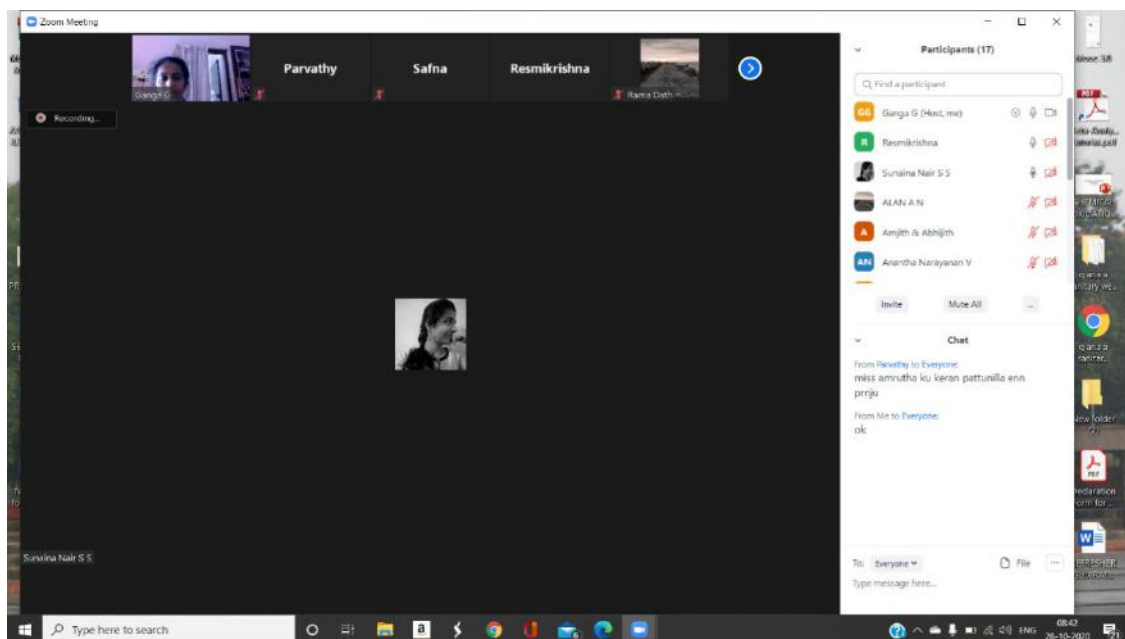 Zoom Meeting
Participants (17)
Ganga G
Parvathy
Safna
Resmikrishna
Rama Dath
Find a participant
Recording...
Ganga G (Host, me)
Resmikrishna
Sunaina Nair S S
ALAN A N
Amjith & Abhijith
Anantha Narayanan V
Invite
Mute All
Chat
From Parvathy to Everyone:
miss amrutha ku keran pattunilla enn
prnju
From Me to Everyone:
ok
Sunaina Nair S S
To: Everyone
File
Type message here...
Type here to search
ENG
08:42
26-10-2020